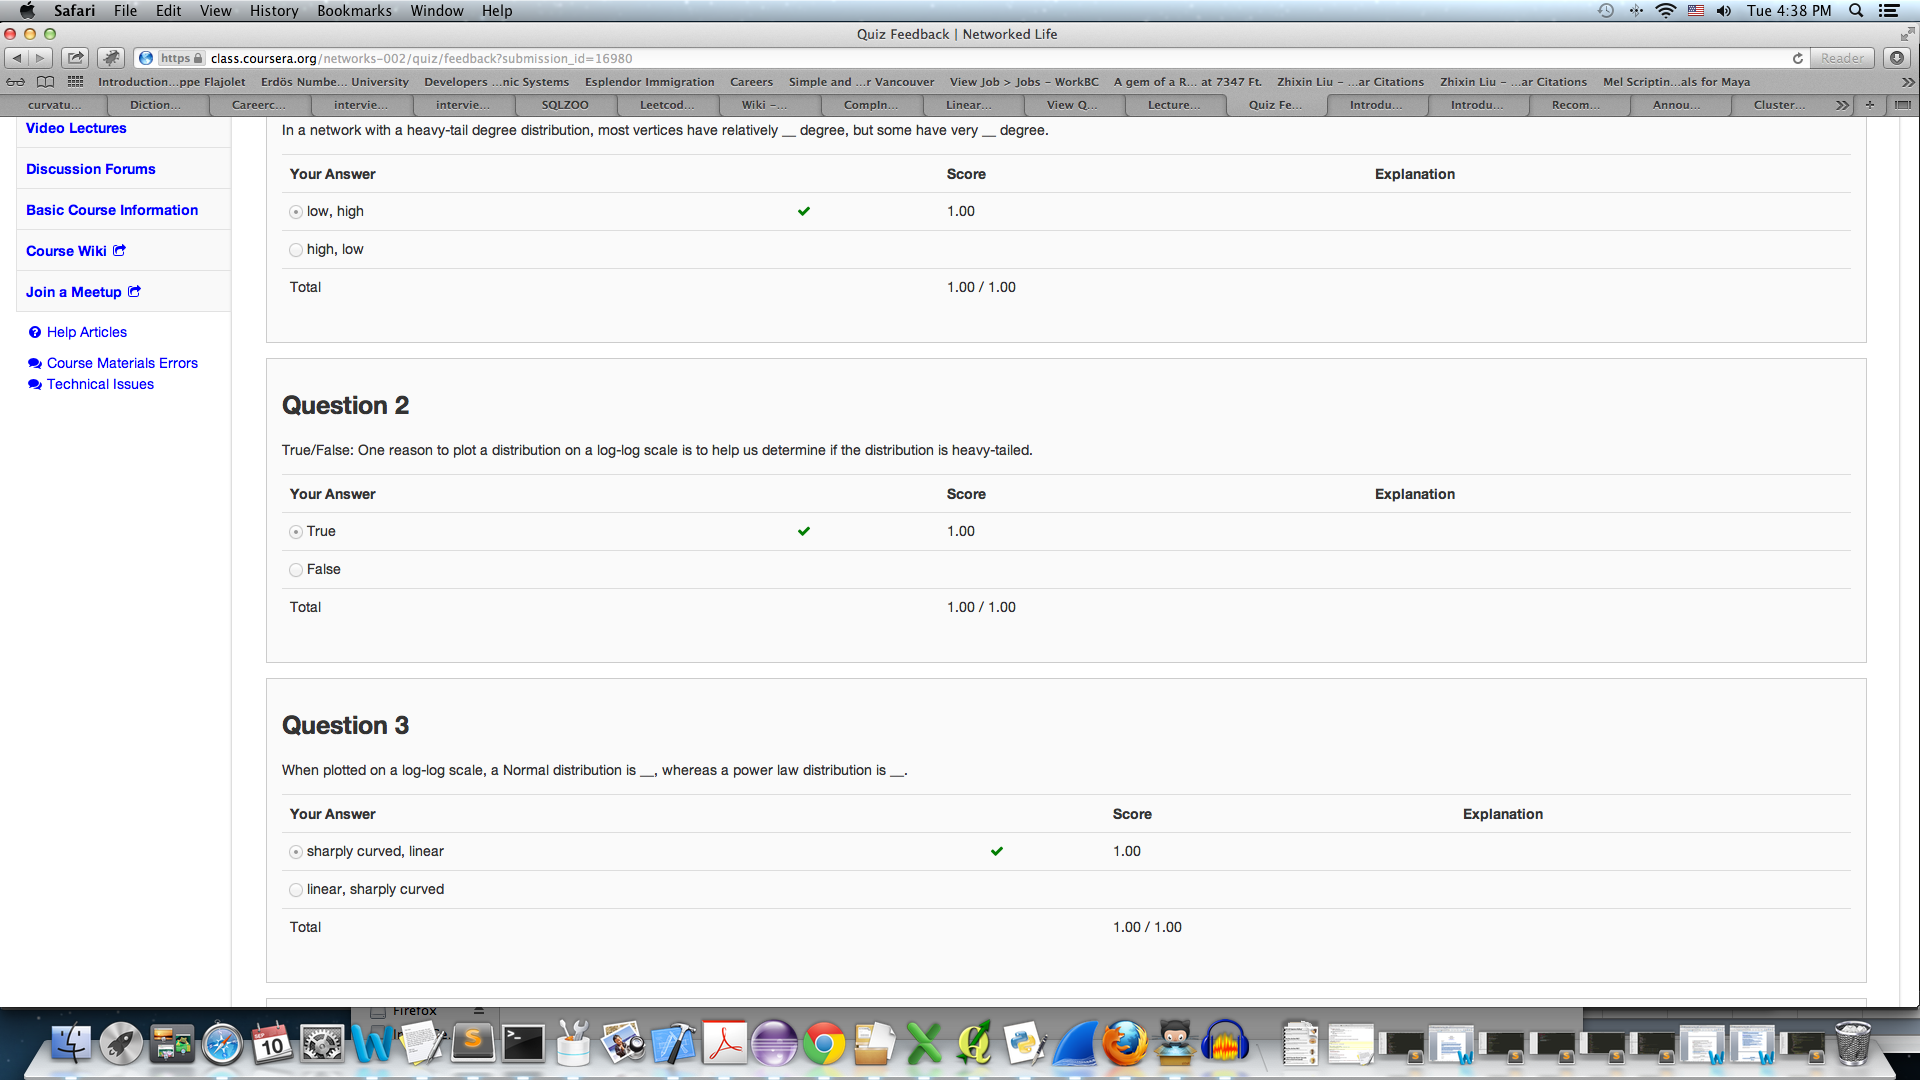 Safari File Edit View History Bookmarks Window Help
Tue 4:38 PM
Quiz Feedback | Networked Life
https class.coursera.org/networks-002/quiz/feedback?submission_id=16980
Reader
Introduction...ppe Flajolet Erdös Numbe... University Developers ...nic Systems Esplendor Immigration Careers Simple and ...r Vancouver View Job > Jobs - WorkBC A gem of a R... at 7347 Ft. Zhixin Liu - ...ar Citations Zhixin Liu - ...ar Citations Mel Scriptin...als for Maya
curvatu... Diction... Careerc... intervie... intervie... SQLZOO Leetcod... Wiki -... CompIn... Linear... View Q... Lecture... Quiz Fe... Introdu... Introdu... Recom... Annou... Cluster...
Video Lectures
Discussion Forums
Basic Course Information
Course Wiki
Join a Meetup
Help Articles
Course Materials Errors
Technical Issues
In a network with a heavy-tail degree distribution, most vertices have relatively __ degree, but some have very __ degree.
Your Answer Score Explanation
low, high 1.00
high, low
Total 1.00 / 1.00
Question 2
True/False: One reason to plot a distribution on a log-log scale is to help us determine if the distribution is heavy-tailed.
Your Answer Score Explanation
True 1.00
False
Total 1.00 / 1.00
Question 3
When plotted on a log-log scale, a Normal distribution is __, whereas a power law distribution is __.
Your Answer Score Explanation
sharply curved, linear 1.00
linear, sharply curved
Total 1.00 / 1.00
Firefox
SEP
10